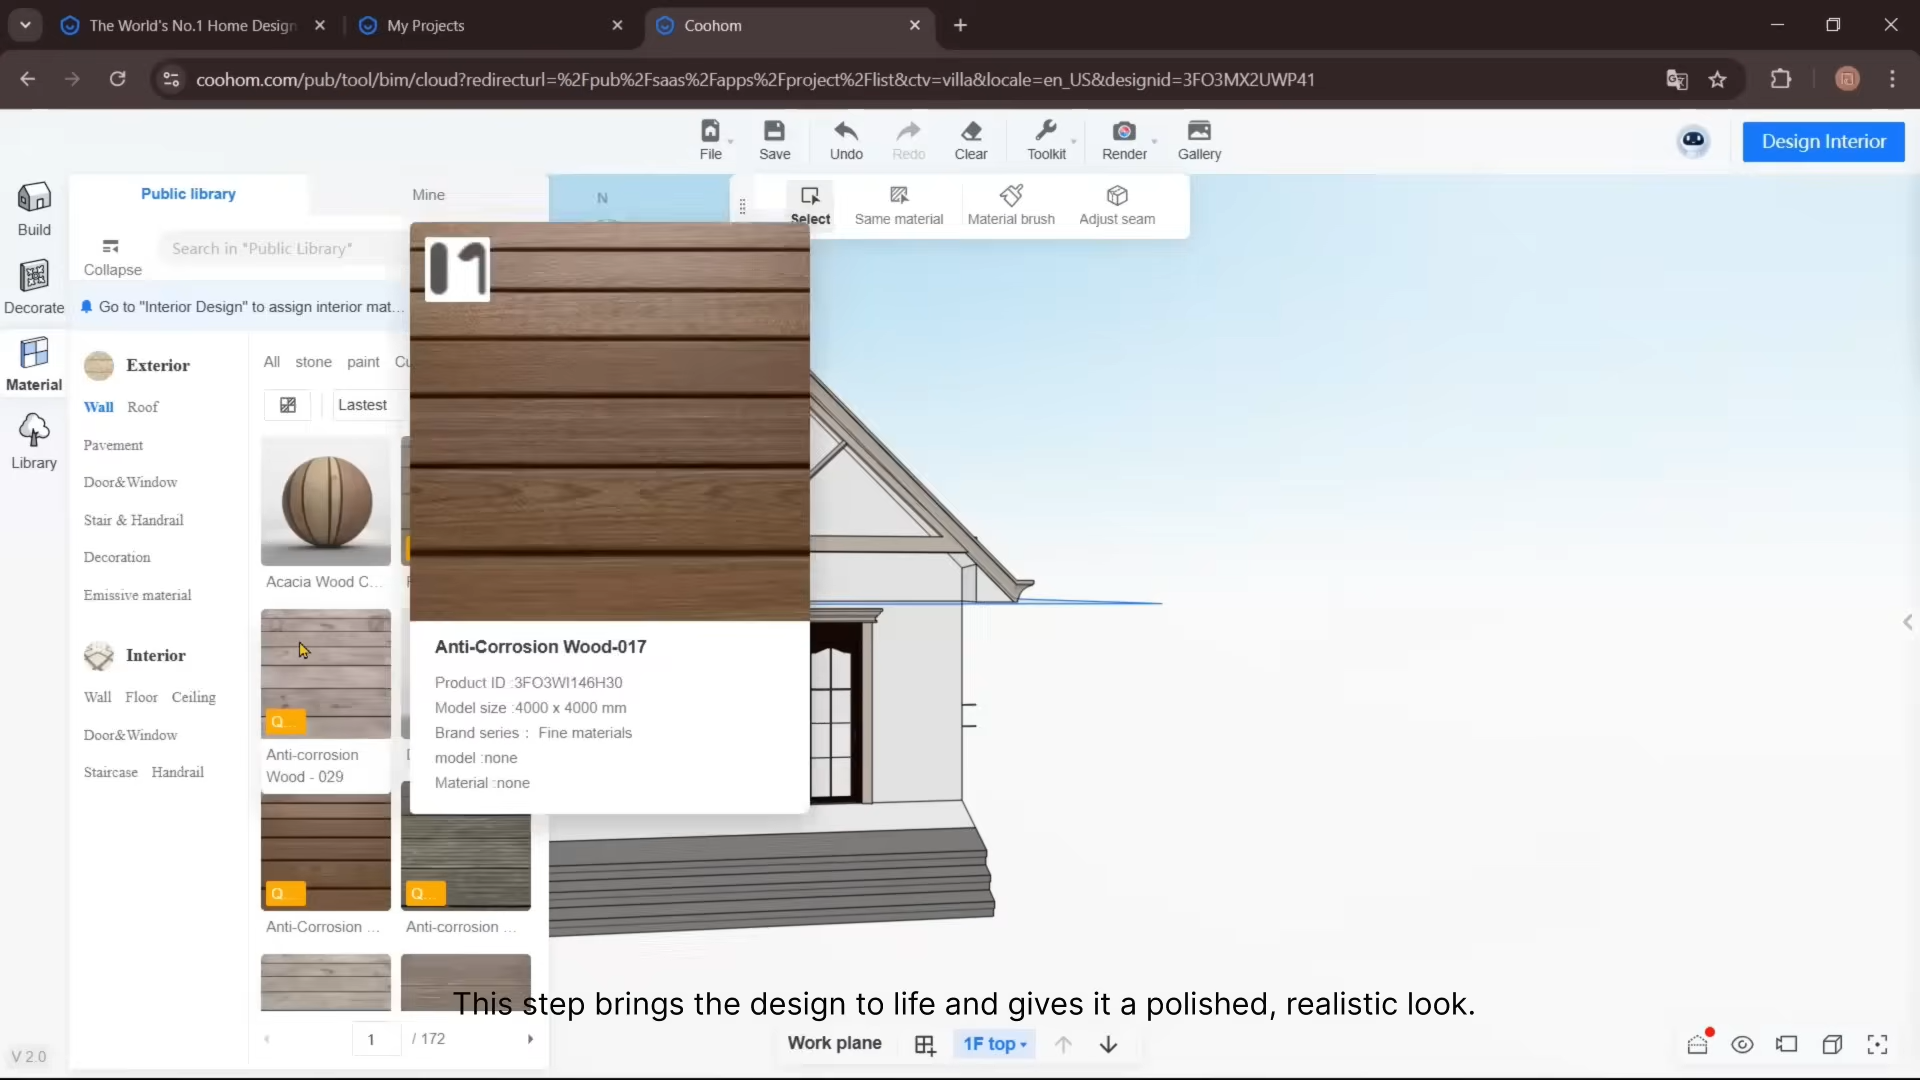 The World's No.1 Home Design
My Projects
Coohom
coohom.com/pub/tool/bim/cloud?redirecturl=%2Fpub%2Fsaas%2Fapps%2Fproject%2Flist&ctv=villa&locale=en_US&designid=3FO3MX2UWP41
File
Save
Undo
Redo
Clear
Toolkit
Render
Gallery
Design Interior
Build
Decorate
Material
Library
V 2.0
Public library
Mine
Collapse
Search in "Public Library"
Go to "Interior Design" to assign interior mat...
N
Select
Same material
Material brush
Adjust seam
Exterior
Wall Roof
Pavement
Door&Window
Stair & Handrail
Decoration
Emissive material
Interior
Wall Floor Ceiling
Door&Window
Staircase Handrail
All stone paint Cu
Lastest
Acacia Wood C...
Q...
Anti-corrosion
Wood - 029
Q...
Q...
Anti-Corrosion ...
Anti-corrosion ...
1 / 172
Anti-Corrosion Wood-017
Product ID :3FO3WI146H30
Model size :4000 x 4000 mm
Brand series : Fine materials
model :none
Material :none
This step brings the design to life and gives it a polished, realistic look.
Work plane
1F top